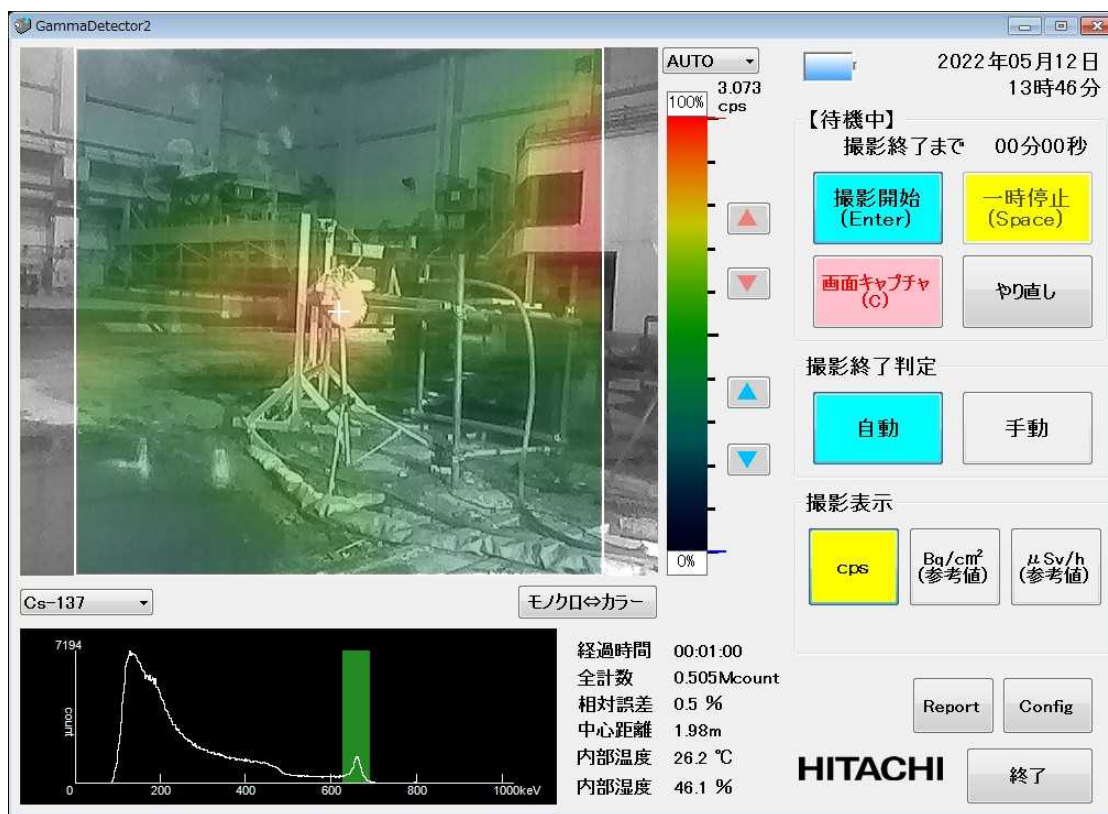 GammaDetector2
AUTO
3.073
cps
100%
0%
2022年05月12日
13時46分
【待機中】
撮影終了まで 00分00秒
撮影開始
(Enter)
一時停止
(Space)
画面キャプチャ
(C)
やり直し
撮影終了判定
自動
手動
撮影表示
cps
Bq/cm²
(参考値)
μSv/h
(参考値)
Cs-137
モノクロ⇔カラー
7194
count
0 200 400 600 800 1000keV
経過時間 00:01:00
全計数 0.505Mcount
相対誤差 0.5 %
中心距離 1.98m
内部温度 26.2 ℃
内部湿度 46.1 %
Report
Config
HITACHI
終了